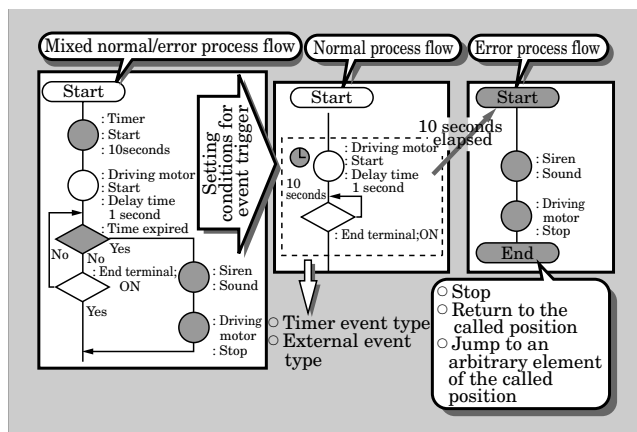 Mixed normal/error process flow
Start
: Timer
: Start
: 10seconds
: Driving motor
: Start
: Delay time
1 second
: Time expired
Yes
No
No
: End terminal;
ON
Yes
: Siren
: Sound
: Driving
motor
: Stop
Setting
conditions for
event trigger
Normal process flow
Start
10
seconds
: Driving motor
: Start
: Delay time
1 second
: End terminal;ON
○ Timer event type
○ External event
type
10 seconds
elapsed
Error process flow
Start
: Siren
: Sound
: Driving
motor
: Stop
End
○ Stop
○ Return to the
called position
○ Jump to an
arbitrary element
of the called
position